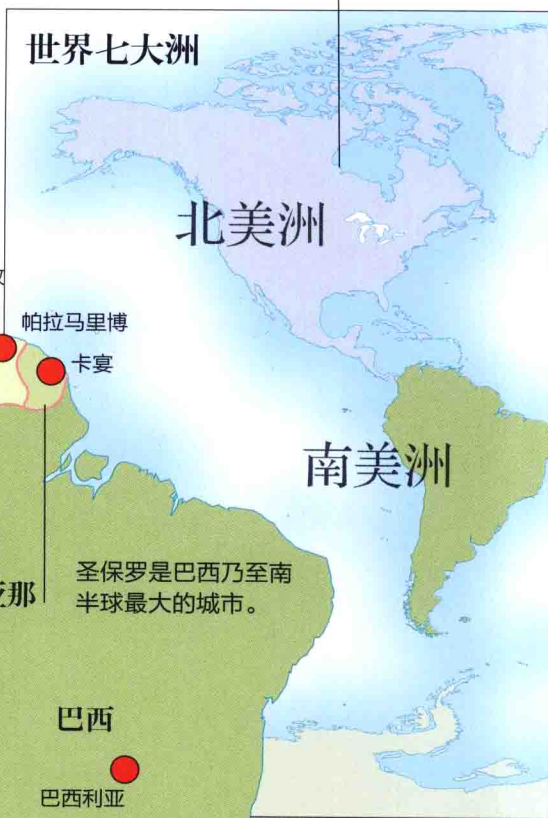 世界七大洲
北美洲
帕拉马里博
卡宴
南美洲
圣保罗是巴西乃至南
半球最大的城市。
那
巴西
巴西利亚